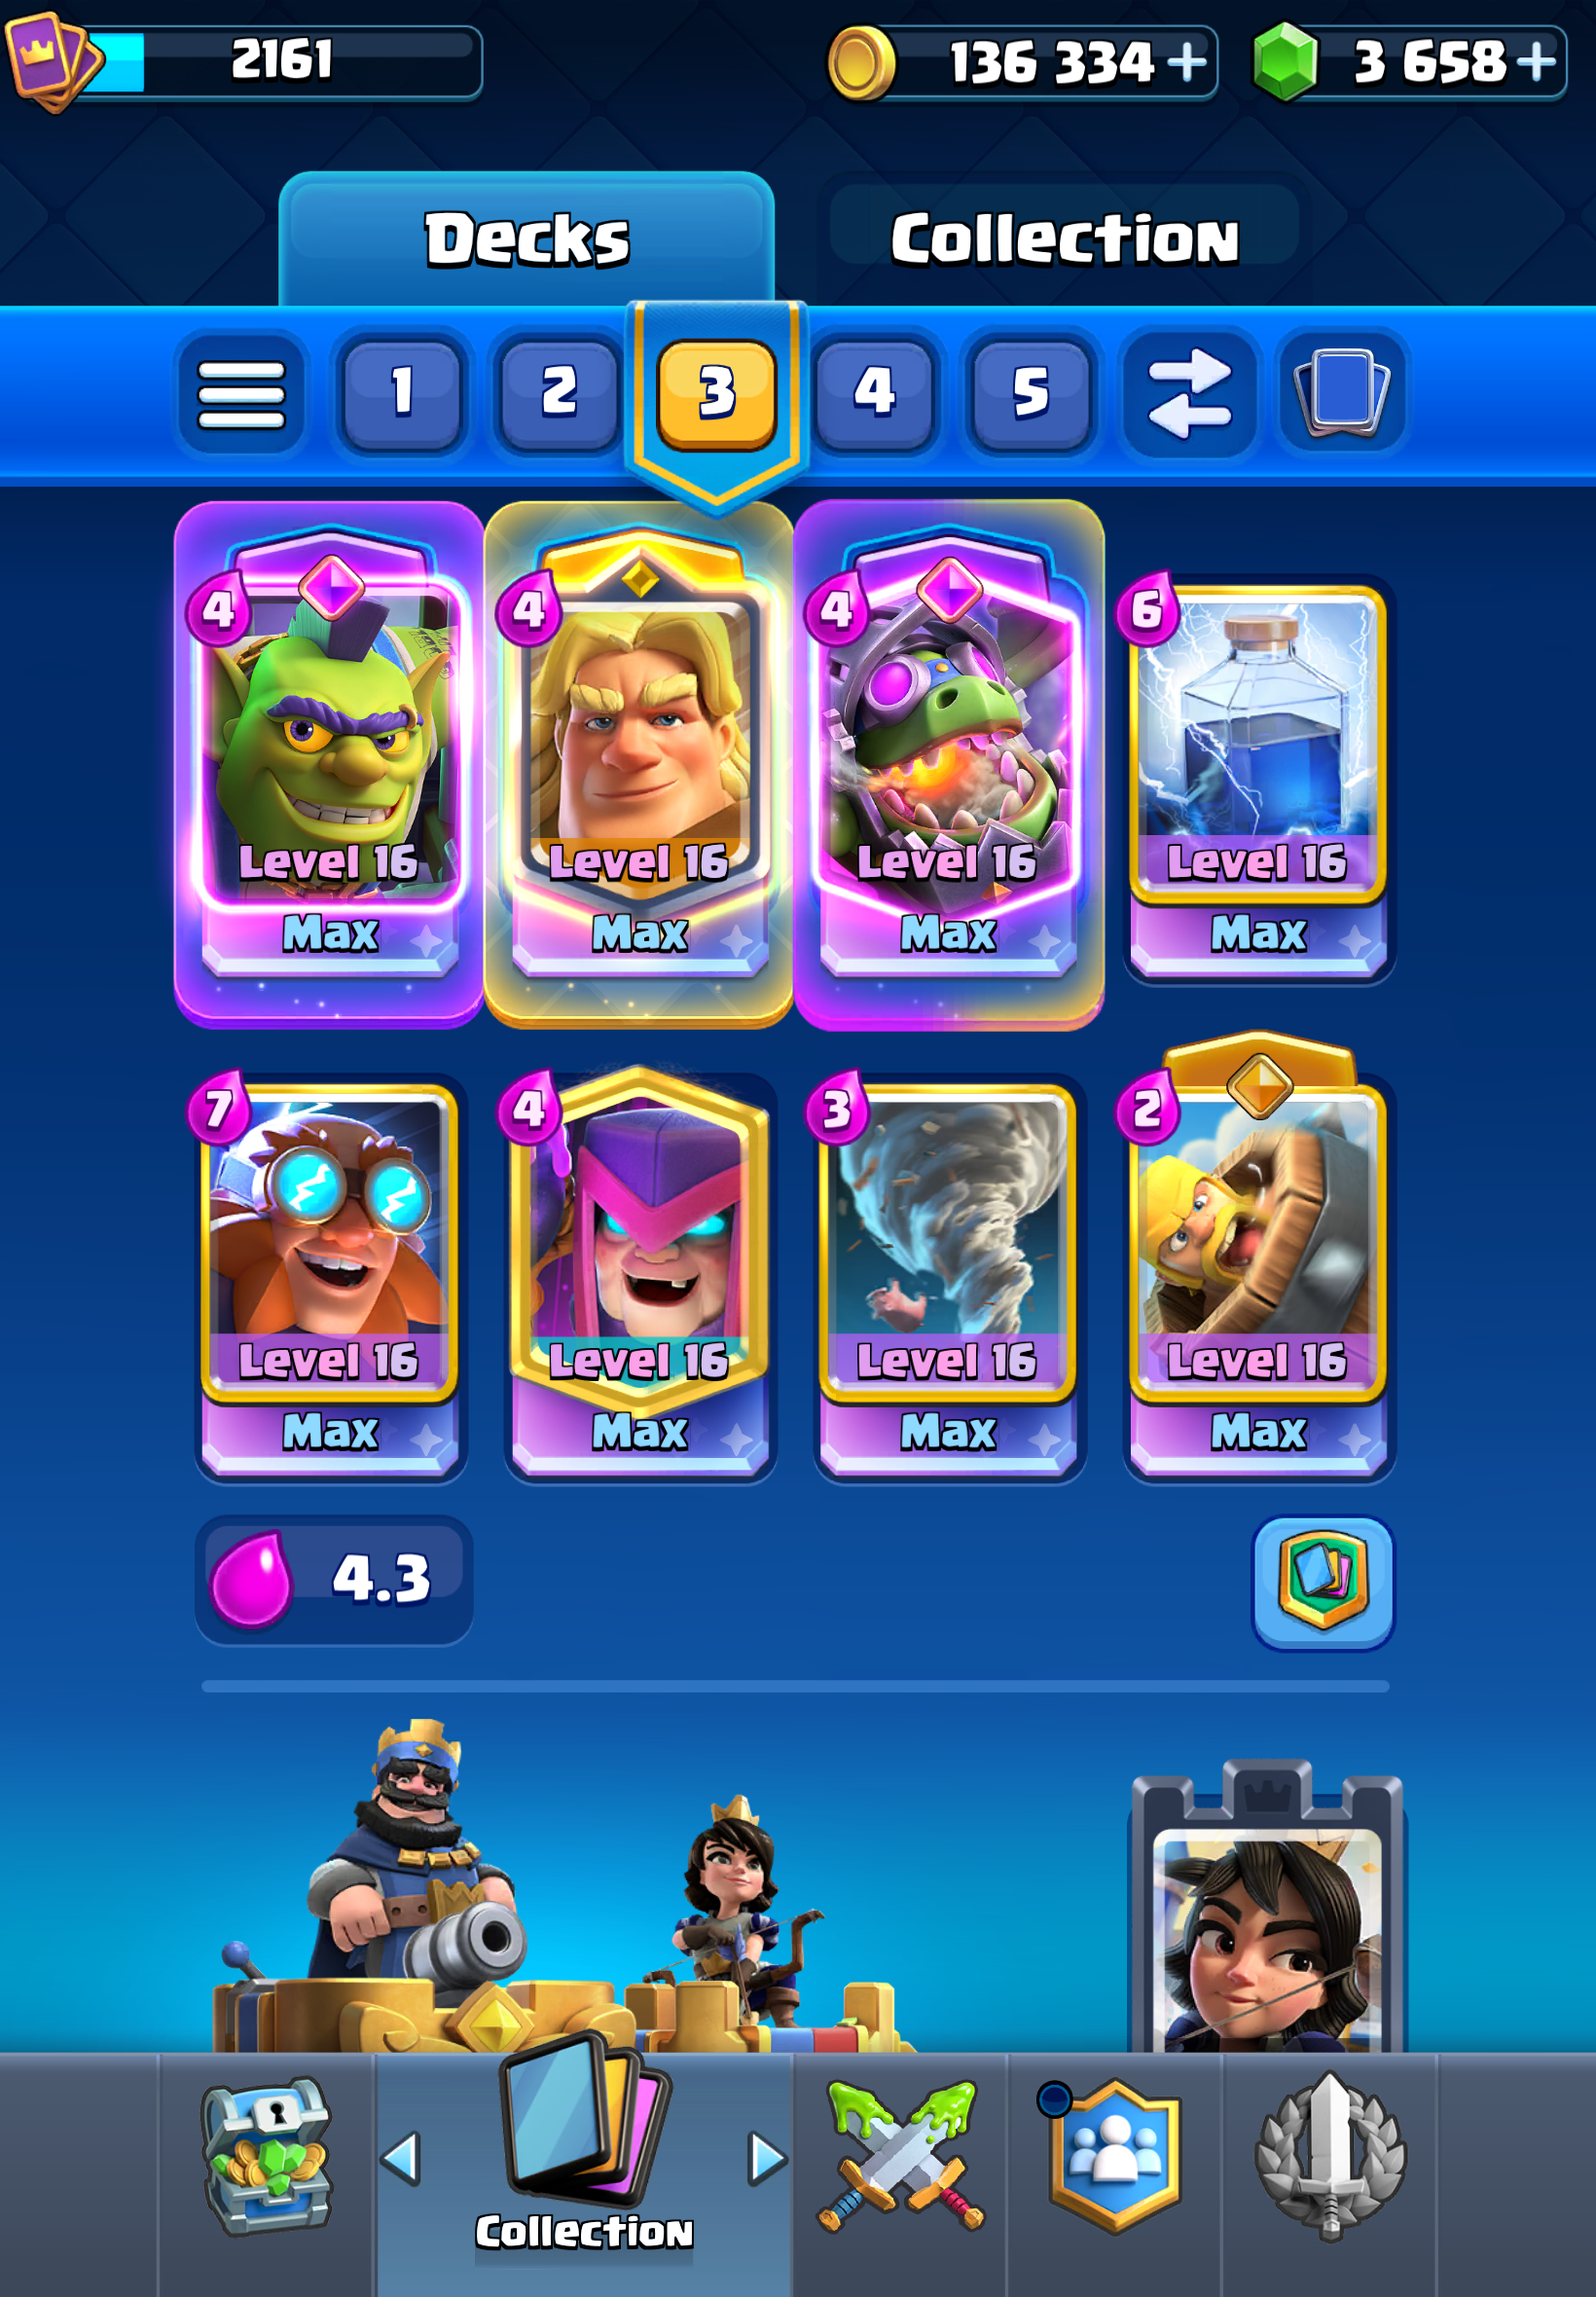 2161
136 334 +
3 658 +
Decks
Collection
1 2 3 4 5
4 4 4 6
Level 16 Level 16 Level 16 Level 16
Max Max Max Max
7 4 3 2
Level 16 Level 16 Level 16 Level 16
Max Max Max Max
4.3
Collection